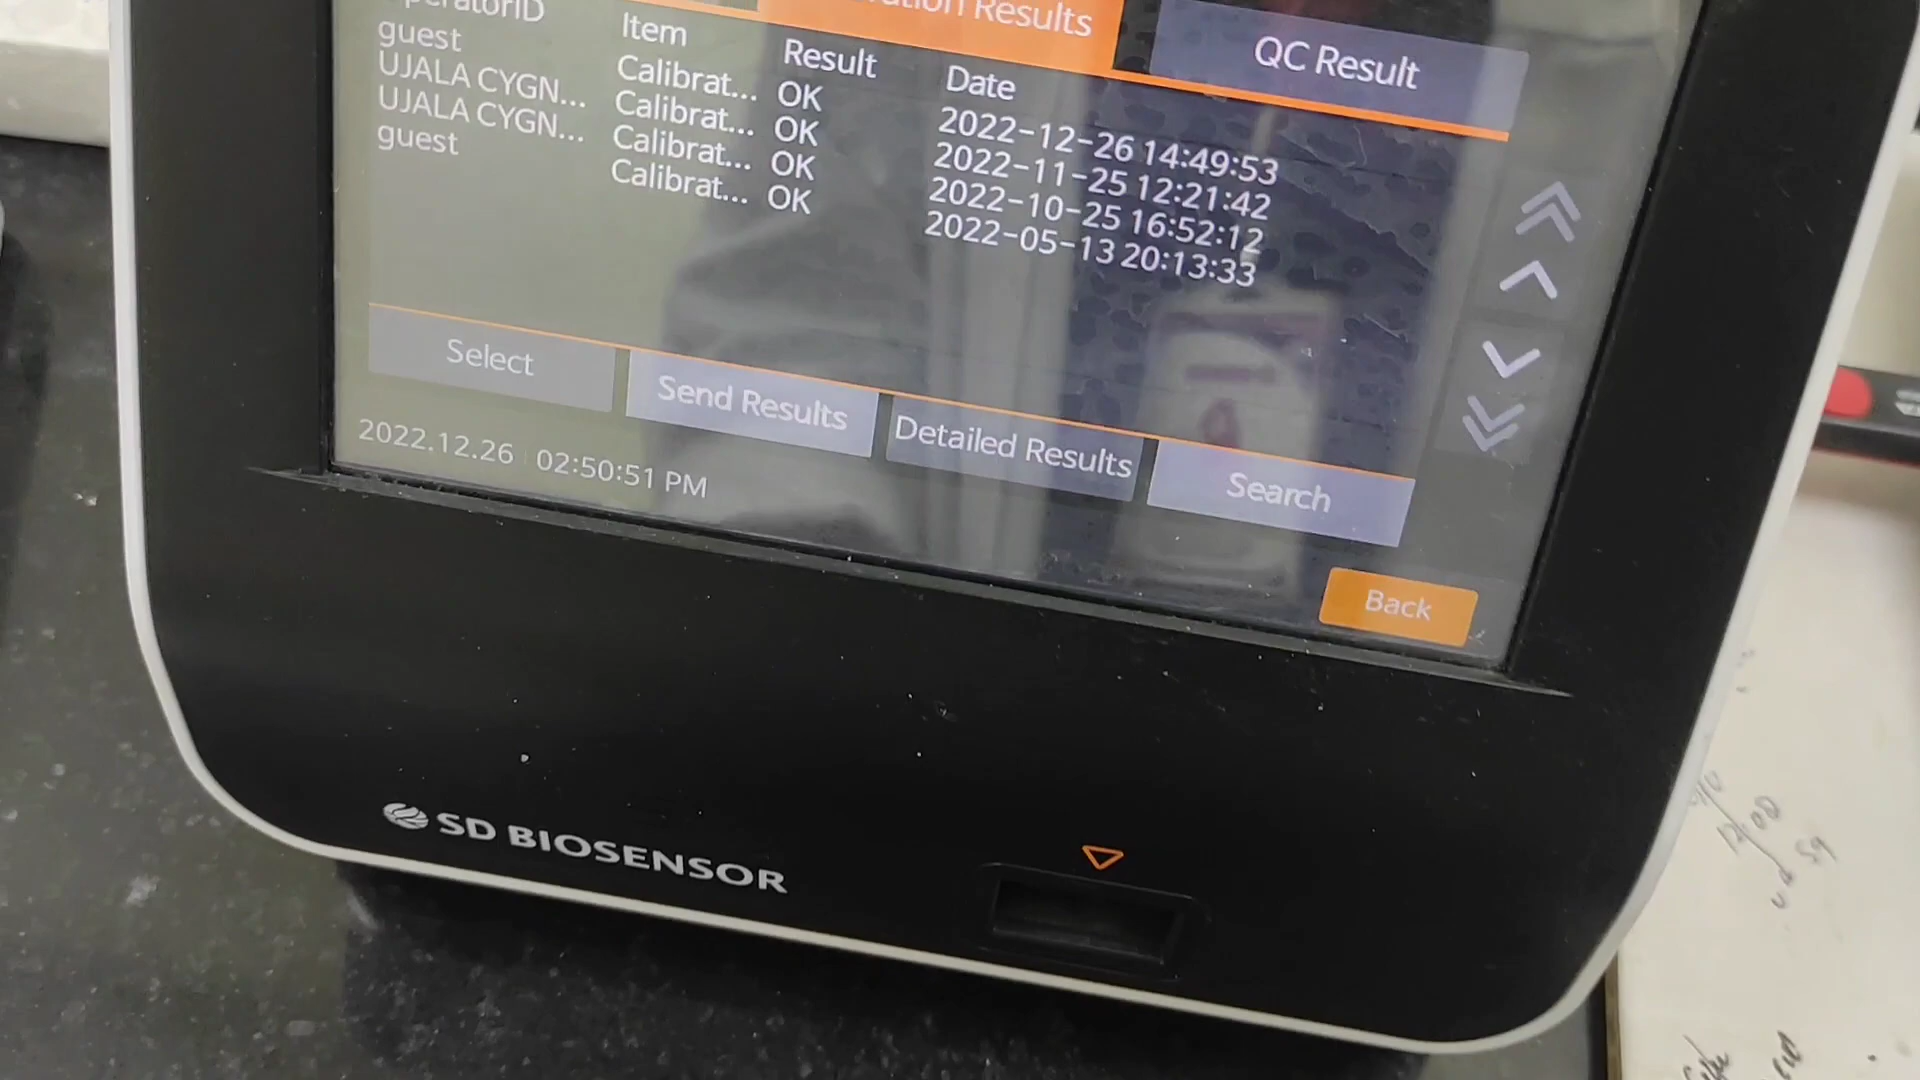 OperatorID Item Result Date
Results
QC Result
guest Calibrat... OK 2022-12-26 14:49:53
UJALA CYGN... Calibrat... OK 2022-11-25 12:21:42
UJALA CYGN... Calibrat... OK 2022-10-25 16:52:12
guest Calibrat... OK 2022-05-13 20:13:33
Select
Send Results
Detailed Results
Search
2022.12.26 02:50:51 PM
Back
SD BIOSENSOR